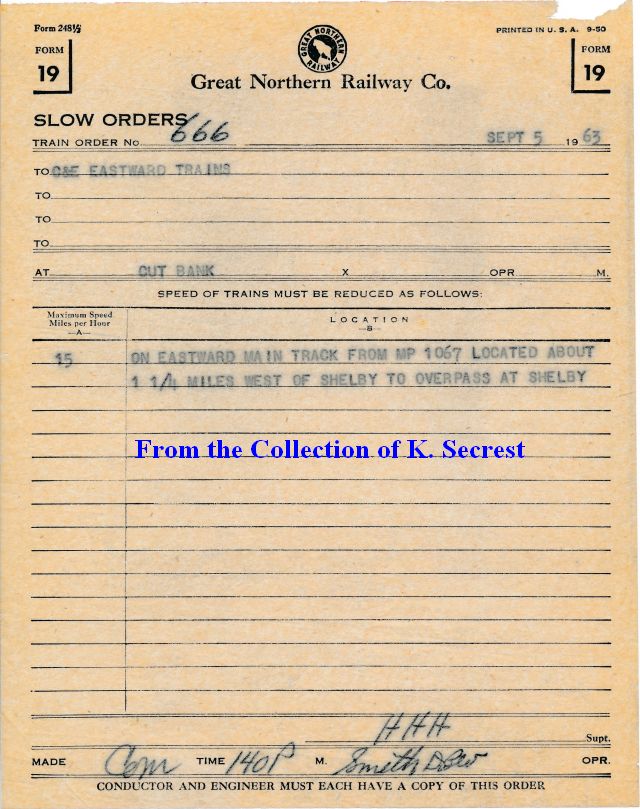 Form 248½
PRINTED IN U. S. A. 9-50
FORM
19
GREAT NORTHERN RAILWAY
FORM
19
Great Northern Railway Co.
SLOW ORDERS
TRAIN ORDER No. 666 SEPT 5 1963
TO C&E EASTWARD TRAINS
TO
TO
TO
AT CUT BANK X OPR M.
SPEED OF TRAINS MUST BE REDUCED AS FOLLOWS:
Maximum Speed
Miles per Hour
—A—
LOCATION
—B—
15 ON EASTWARD MAIN TRACK FROM MP 1067 LOCATED ABOUT
1 1/4 MILES WEST OF SHELBY TO OVERPASS AT SHELBY
From the Collection of K. Secrest
HHH
Supt.
MADE Com TIME 140P M. Smith OPR.
CONDUCTOR AND ENGINEER MUST EACH HAVE A COPY OF THIS ORDER